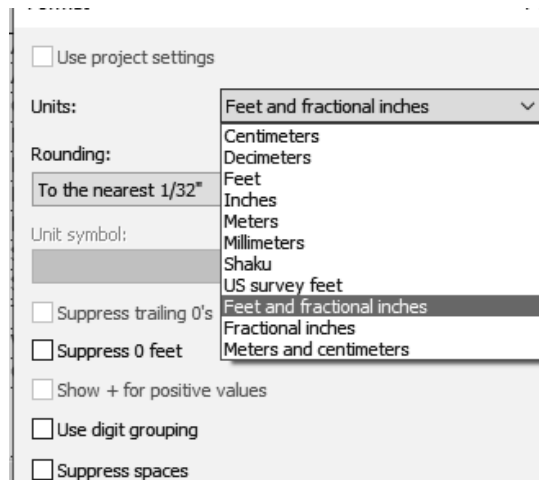 Use project settings
Units:
Feet and fractional inches
Centimeters
Decimeters
Feet
Inches
Meters
Millimeters
Shaku
US survey feet
Feet and fractional inches
Fractional inches
Meters and centimeters
Rounding:
To the nearest 1/32"
Unit symbol:
Suppress trailing 0's
Suppress 0 feet
Show + for positive values
Use digit grouping
Suppress spaces